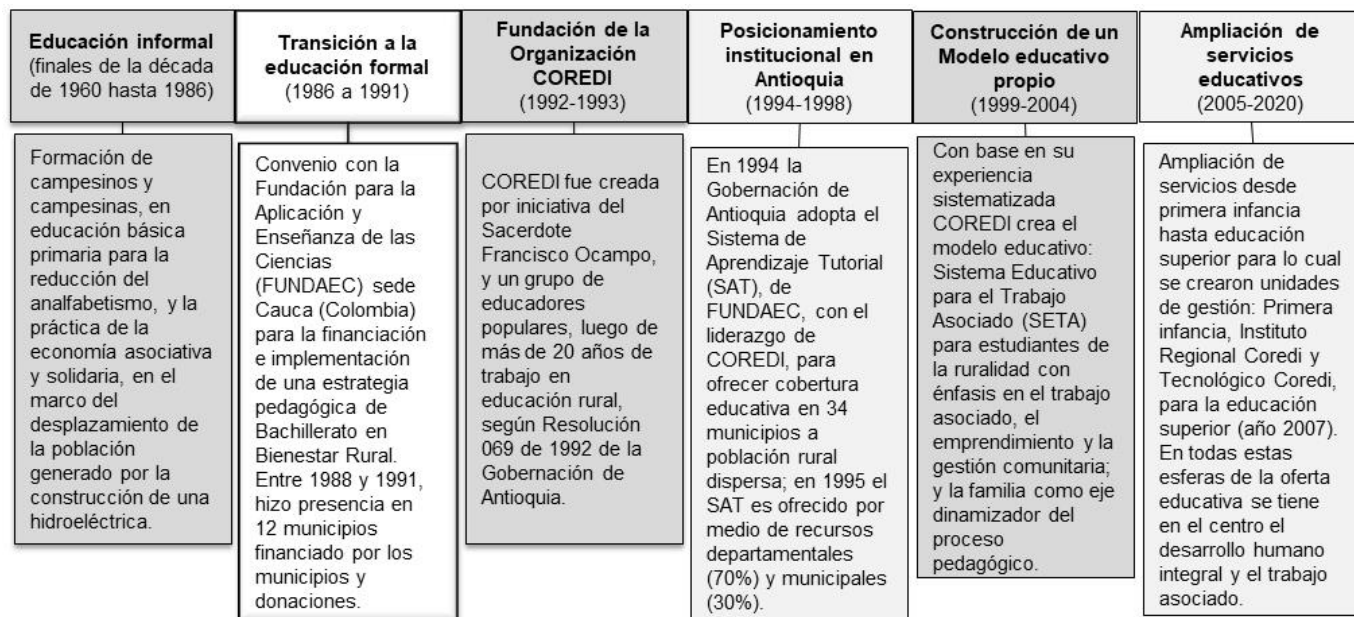 Educación informal
(finales de la década
de 1960 hasta 1986)
Formación de
campesinos y
campesinas, en
educación básica
primaria para la
reducción del
analfabetismo, y la
práctica de la
economía asociativa
y solidaria, en el
marco del
desplazamiento de
la población
generado por la
construcción de una
hidroeléctrica.
Transición a la
educación formal
(1986 a 1991)
Convenio con la
Fundación para la
Aplicación y
Enseñanza de las
Ciencias
(FUNDAEC) sede
Cauca (Colombia)
para la financiación
e implementación
de una estrategia
pedagógica de
Bachillerato en
Bienestar Rural.
Entre 1988 y 1991,
hizo presencia en
12 municipios
financiado por los
municipios y
donaciones.
Fundación de la
Organización
COREDI
(1992-1993)
COREDI fue creada
por iniciativa del
Sacerdote
Francisco Ocampo,
y un grupo de
educadores
populares, luego de
más de 20 años de
trabajo en
educación rural,
según Resolución
069 de 1992 de la
Gobernación de
Antioquia.
Posicionamiento
institucional en
Antioquia
(1994-1998)
En 1994 la
Gobernación de
Antioquia adopta el
Sistema de
Aprendizaje Tutorial
(SAT), de
FUNDAEC, con el
liderazgo de
COREDI, para
ofrecer cobertura
educativa en 34
municipios a
población rural
dispersa; en 1995 el
SAT es ofrecido por
medio de recursos
departamentales
(70%) y municipales
(30%).
Construcción de un
Modelo educativo
propio
(1999-2004)
Con base en su
experiencia
sistematizada
COREDI crea el
modelo educativo:
Sistema Educativo
para el Trabajo
Asociado (SETA)
para estudiantes de
la ruralidad con
énfasis en el trabajo
asociado, el
emprendimiento y la
gestión comunitaria;
y la familia como eje
dinamizador del
proceso
pedagógico.
Ampliación de
servicios
educativos
(2005-2020)
Ampliación de
servicios desde
primera infancia
hasta educación
superior para lo cual
se crearon unidades
de gestión: Primera
infancia, Instituto
Regional Coredi y
Tecnológico Coredi,
para la educación
superior (año 2007).
En todas estas
esferas de la oferta
educativa se tiene
en el centro el
desarrollo humano
integral y el trabajo
asociado.